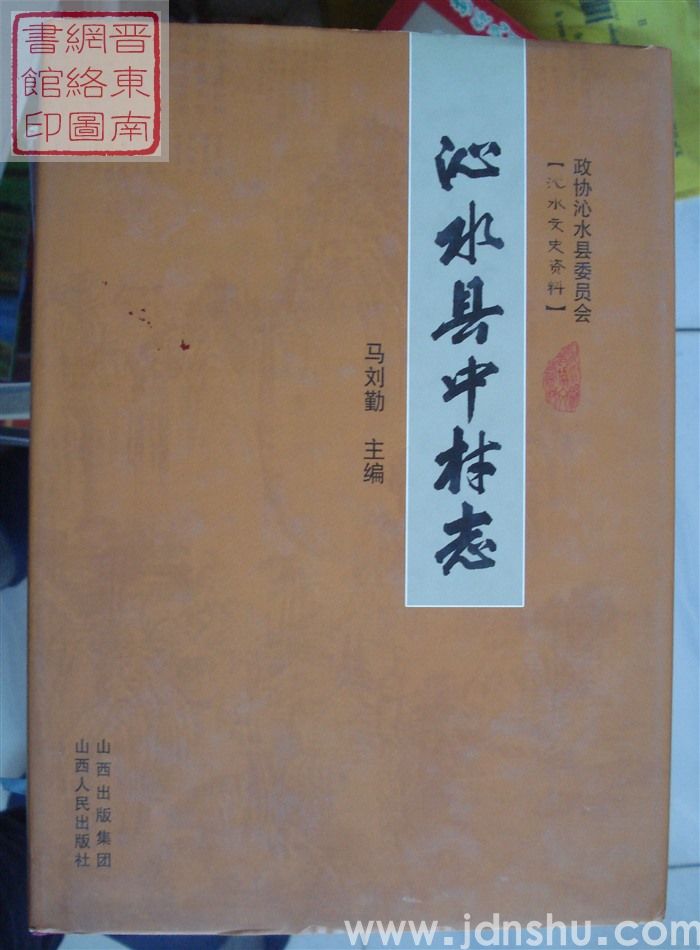 晋東南
網絡圖
書館印
政协沁水县委员会
【沁水文史资料】
沁水县中村志
马刘勤 主编
山西出版集团
山西人民出版社
www.jdnshu.com